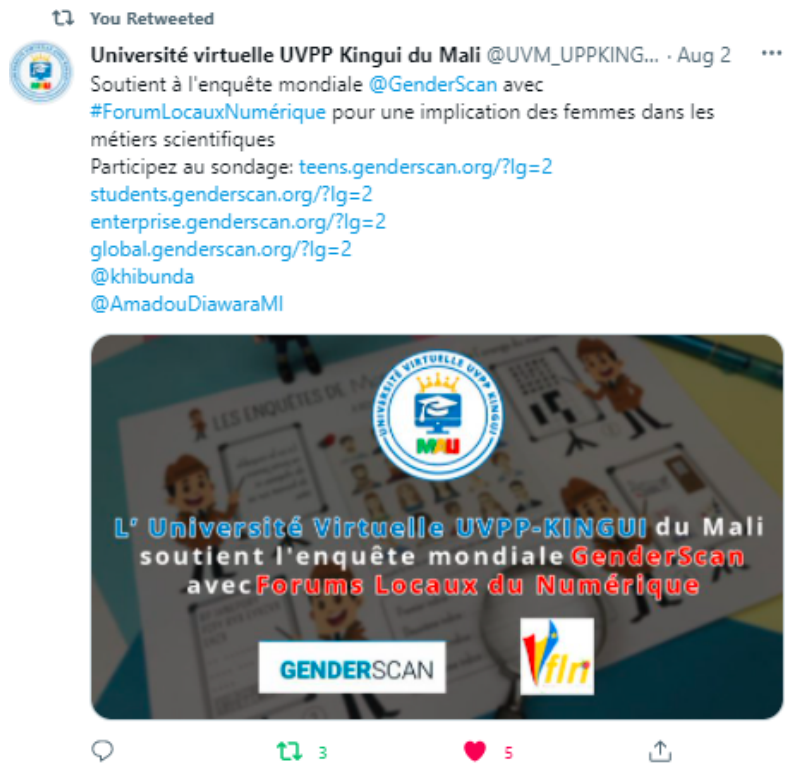 You Retweeted
Université virtuelle UVPP Kingui du Mali @UVM_UPPKING... · Aug 2
Soutient à l'enquête mondiale @GenderScan avec
#ForumLocauxNumérique pour une implication des femmes dans les
métiers scientifiques
Participez au sondage: teens.genderscan.org/?lg=2
students.genderscan.org/?lg=2
enterprise.genderscan.org/?lg=2
global.genderscan.org/?lg=2
@khibunda
@AmadouDiawaraMl
LES ENQUÊTES DE
UNIVERSITÉ VIRTUELLE UVPP KINGUI
MALI
L' Université Virtuelle UVPP-KINGUI du Mali
soutient l'enquête mondiale GenderScan
avec Forums Locaux du Numérique
GENDERSCAN
fln
3
5